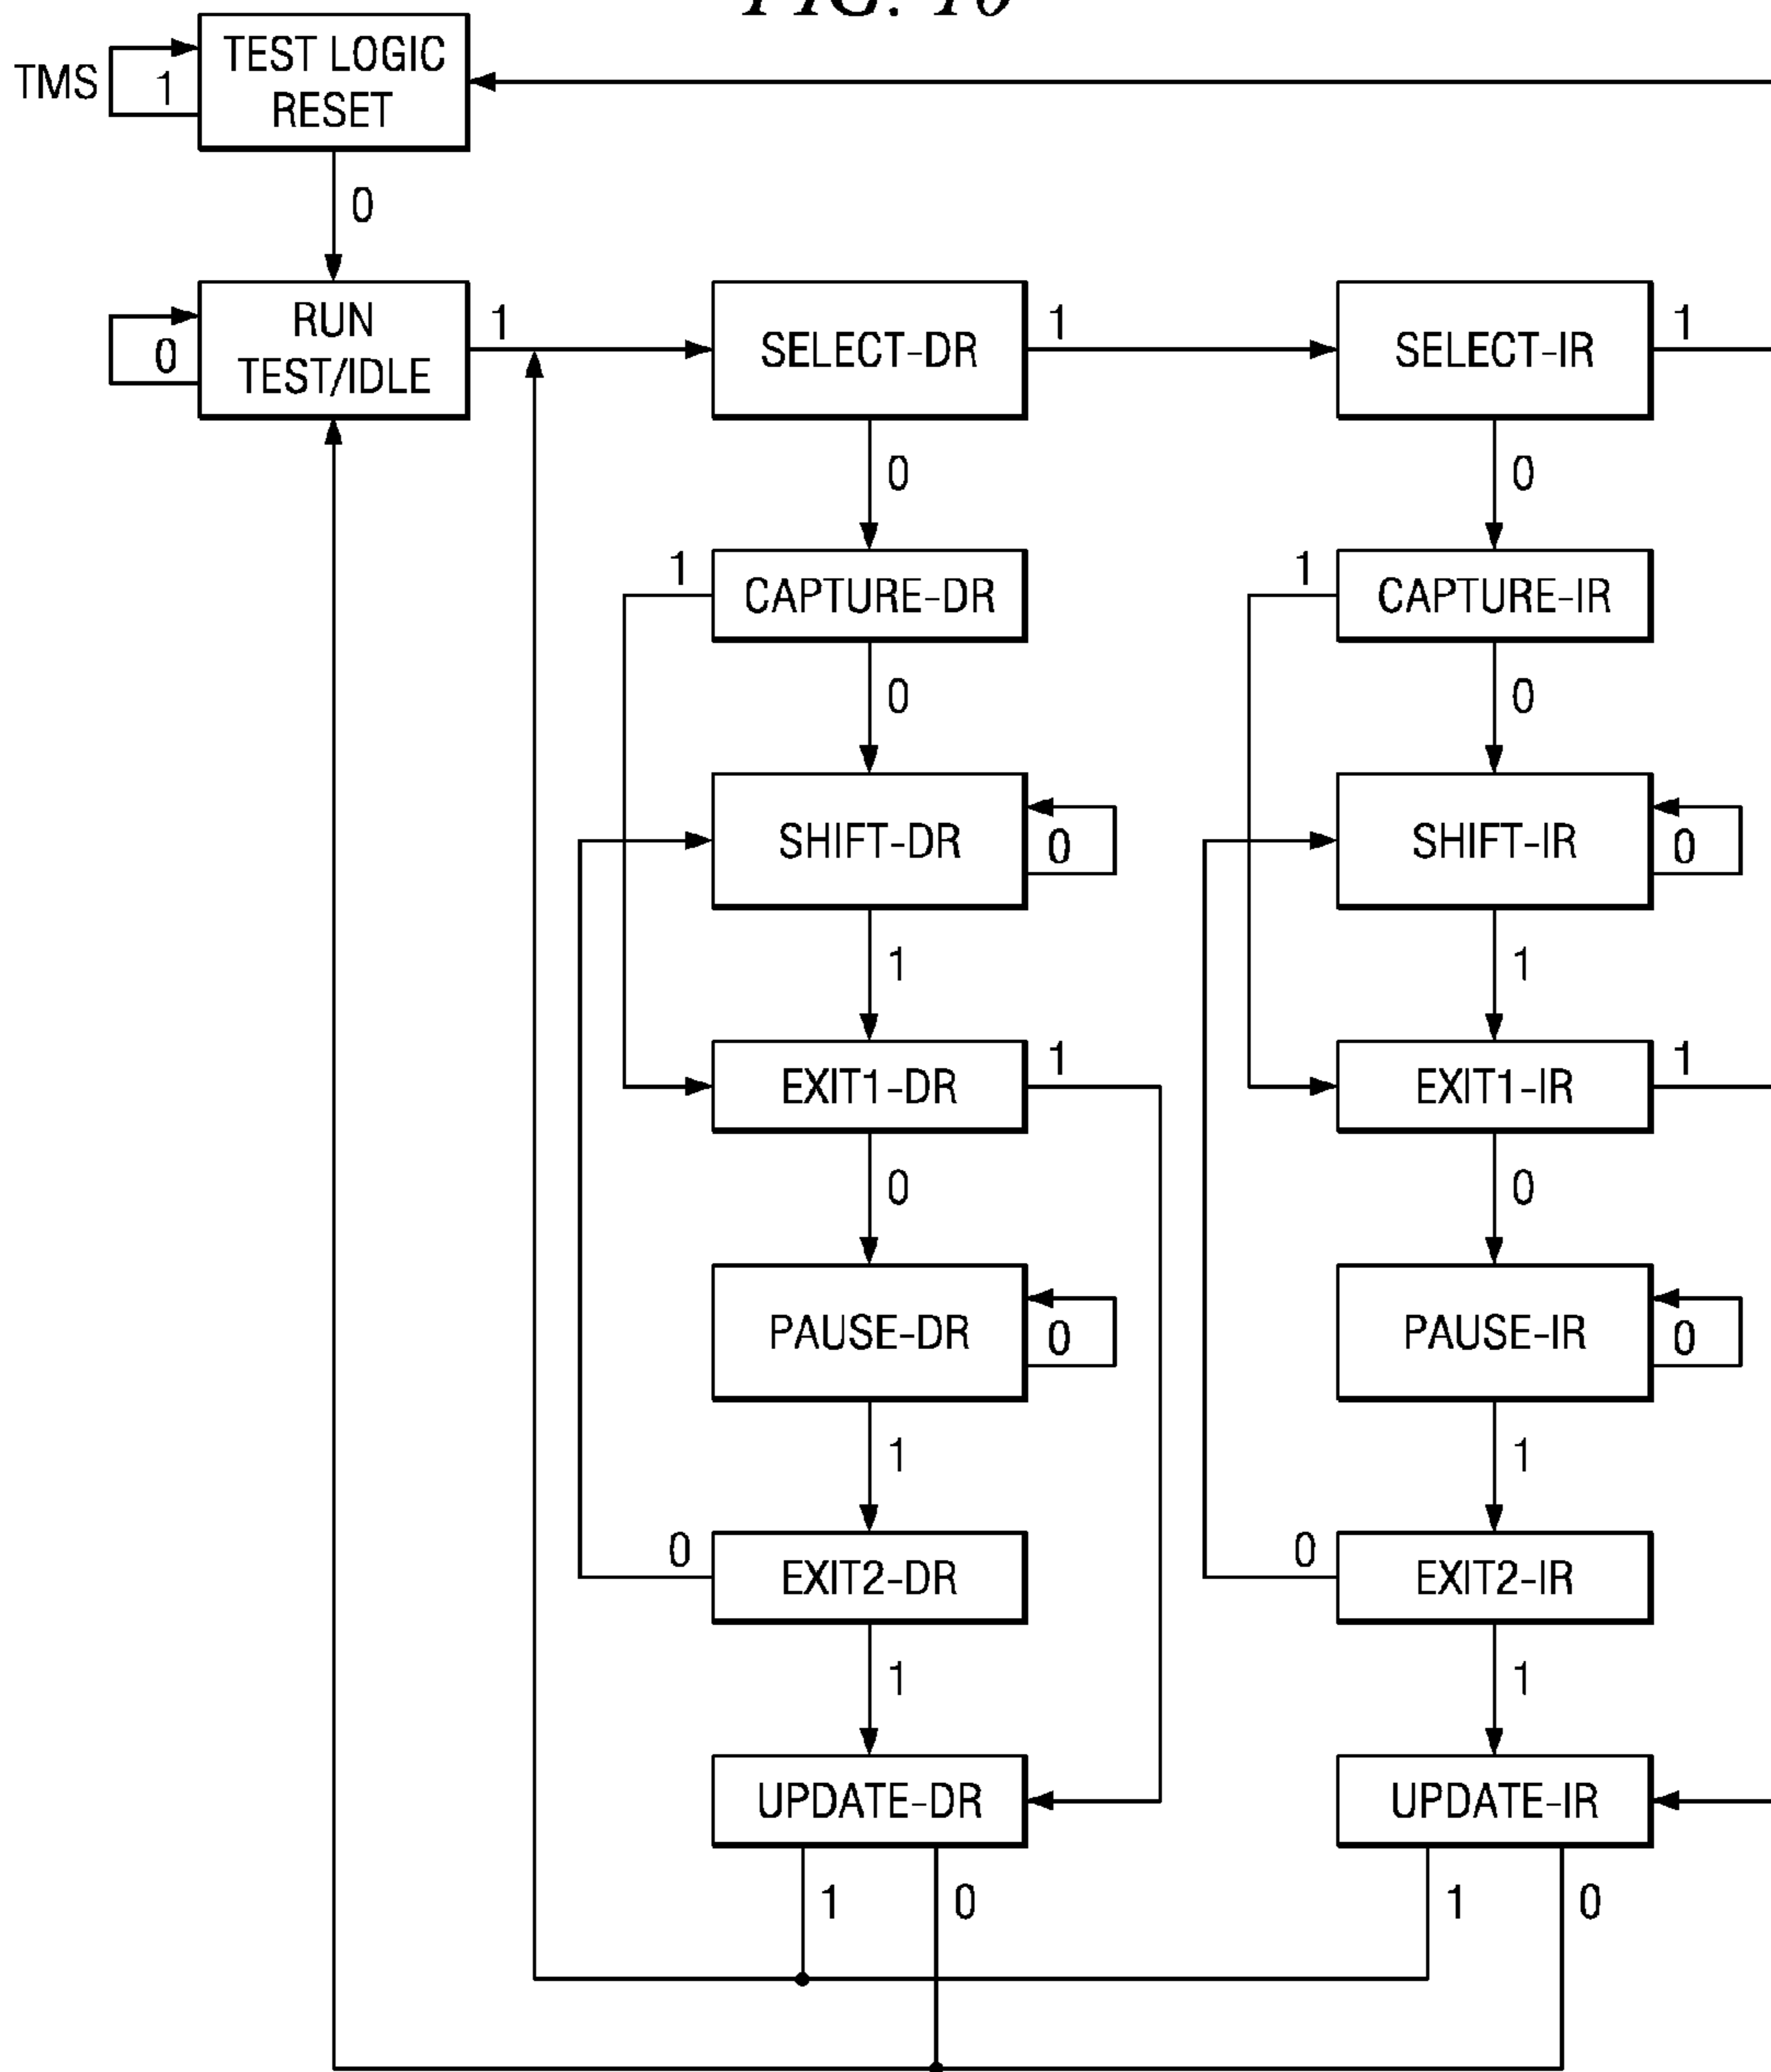 FIG.
TEST LOGIC
RESET
TMS
1
0
RUN
TEST/IDLE
0
1
SELECT-DR
1
SELECT-IR
1
0
0
1
CAPTURE-DR
1
CAPTURE-IR
0
0
SHIFT-DR
0
SHIFT-IR
0
1
1
EXIT1-DR
1
EXIT1-IR
1
0
0
PAUSE-DR
0
PAUSE-IR
0
1
1
0
EXIT2-DR
0
EXIT2-IR
1
1
UPDATE-DR
UPDATE-IR
1
0
1
0